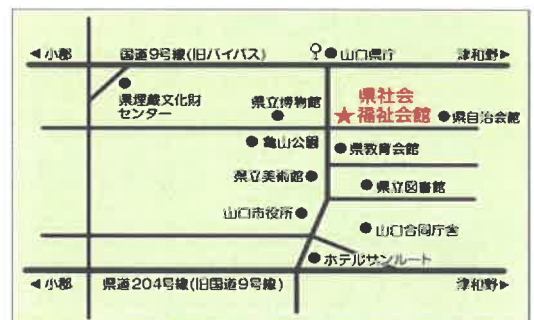 ◀小郡 国道9号線(旧バイパス) ●山口県庁 津和野▶
●県埋蔵文化財
センター
県立博物館●
県社会
★福祉会館
●県自治会館
●亀山公園
●県教育会館
県立美術館●
●県立図書館
山口市役所●
●山口合同庁舎
●ホテルサンルート
◀小郡 県道204号線(旧国道9号線) 津和野▶